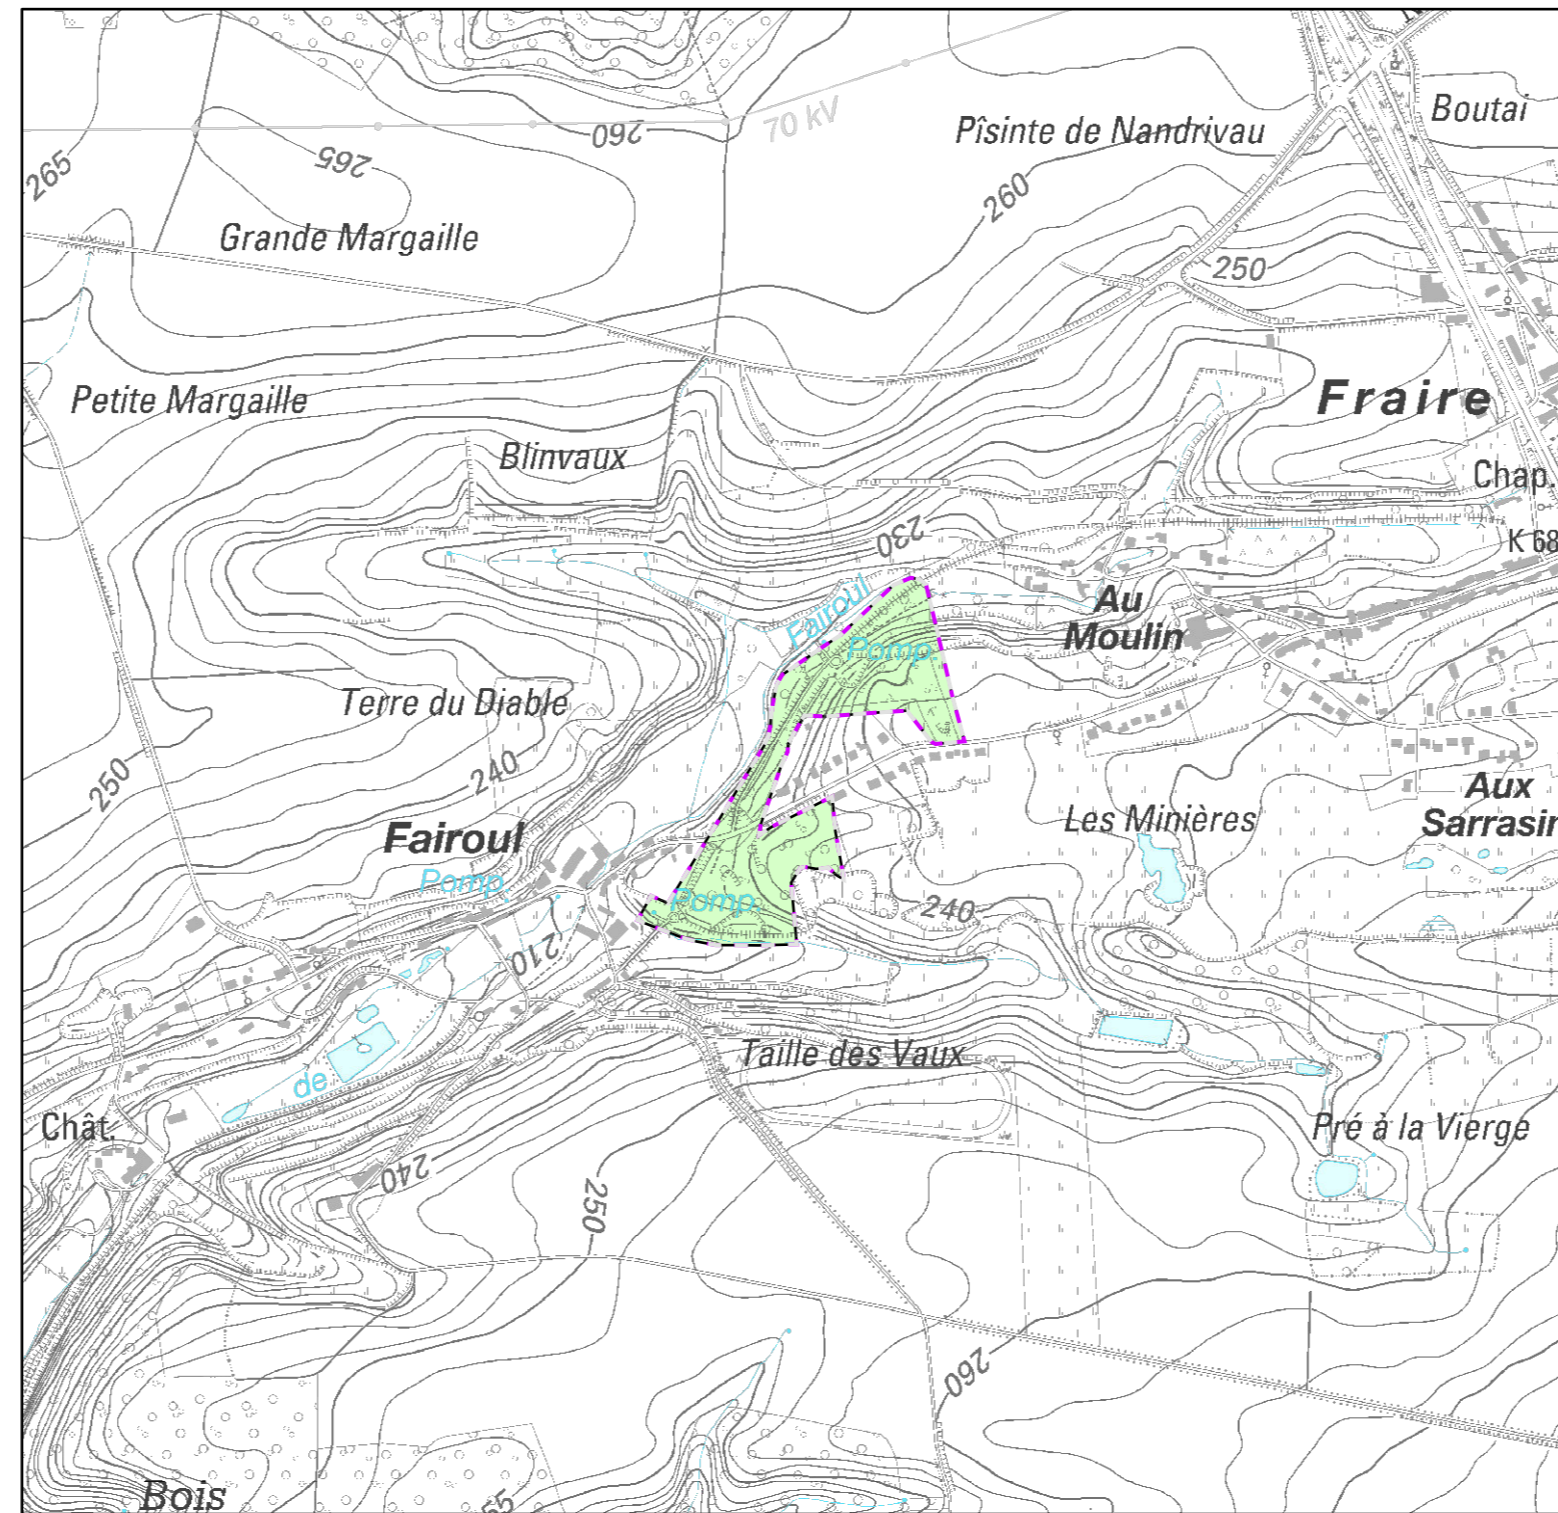 Boutai
70 kV
Pîsinte de Nandrivau
260
265
265
260
Grande Margaille
250
Petite Margaille
Fraire
Blinvaux
Chap.
230
K 68
Fairoul
Au
Moulin
Pomp.
Terre du Diable
240
250
Aux
Sarrasin
Les Minières
Fairoul
Pomp.
Pomp.
240
210
Taille des Vaux
de
Chât.
Pré à la Vierge
240
250
260
Bois